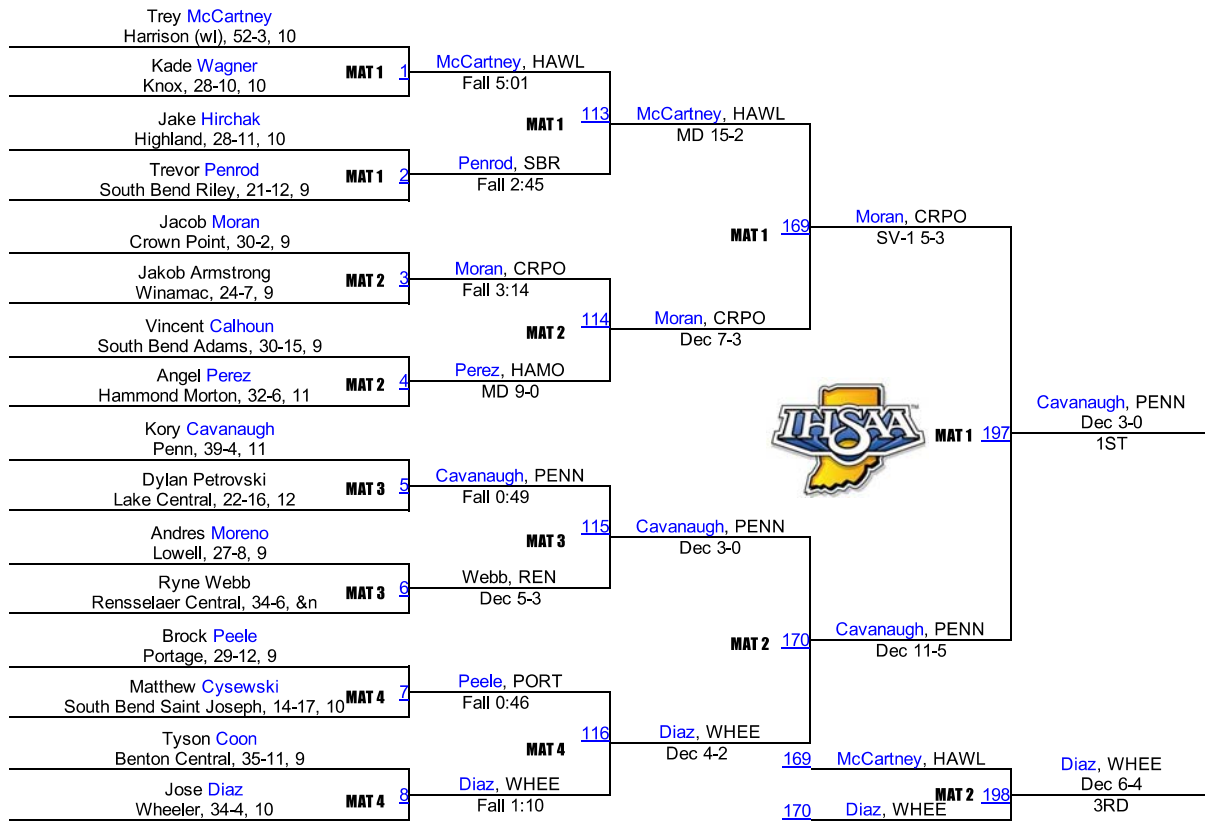 Trey McCartney
Harrison (wl), 52-3, 10
Kade Wagner
Knox, 28-10, 10
MAT 1 1
McCartney, HAWL
Fall 5:01
Jake Hirchak
Highland, 28-11, 10
Trevor Penrod
South Bend Riley, 21-12, 9
MAT 1 2
Penrod, SBR
Fall 2:45
MAT 1 113
McCartney, HAWL
MD 15-2
Jacob Moran
Crown Point, 30-2, 9
Jakob Armstrong
Winamac, 24-7, 9
MAT 2 3
Moran, CRPO
Fall 3:14
Vincent Calhoun
South Bend Adams, 30-15, 9
Angel Perez
Hammond Morton, 32-6, 11
MAT 2 4
Perez, HAMO
MD 9-0
MAT 2 114
Moran, CRPO
Dec 7-3
MAT 1 169
Moran, CRPO
SV-1 5-3
Kory Cavanaugh
Penn, 39-4, 11
Dylan Petrovski
Lake Central, 22-16, 12
MAT 3 5
Cavanaugh, PENN
Fall 0:49
Andres Moreno
Lowell, 27-8, 9
Ryne Webb
Rensselaer Central, 34-6, &n
MAT 3 6
Webb, REN
Dec 5-3
MAT 3 115
Cavanaugh, PENN
Dec 3-0
Brock Peele
Portage, 29-12, 9
Matthew Cysewski
South Bend Saint Joseph, 14-17, 10
MAT 4 7
Peele, PORT
Fall 0:46
Tyson Coon
Benton Central, 35-11, 9
Jose Diaz
Wheeler, 34-4, 10
MAT 4 8
Diaz, WHEE
Fall 1:10
MAT 4 116
Diaz, WHEE
Dec 4-2
MAT 2 170
Cavanaugh, PENN
Dec 11-5
IHSAA™
MAT 1 197
Cavanaugh, PENN
Dec 3-0
1ST
169 McCartney, HAWL
170 Diaz, WHEE
MAT 2 198
Diaz, WHEE
Dec 6-4
3RD